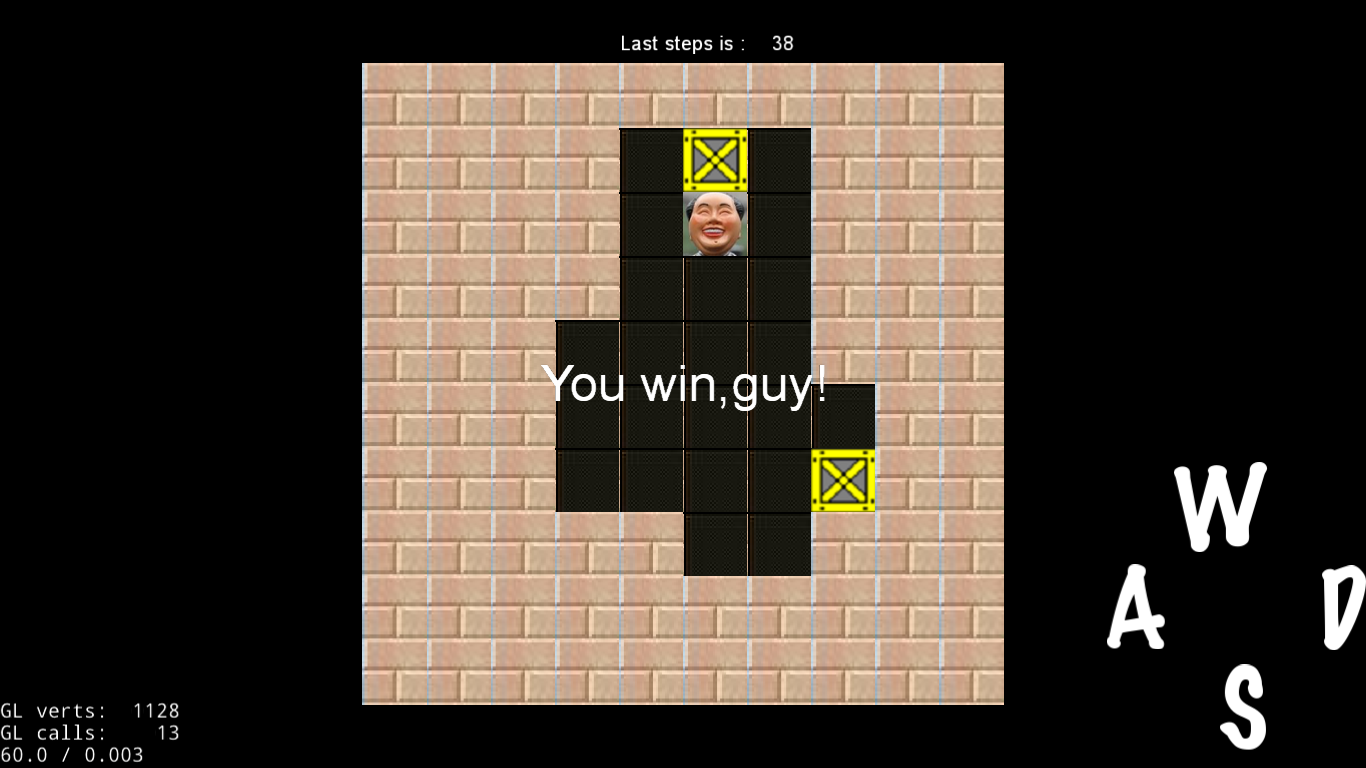 Last steps is : 38
You win,guy!
W
A D
S
GL verts: 1128
GL calls: 13
60.0 / 0.003